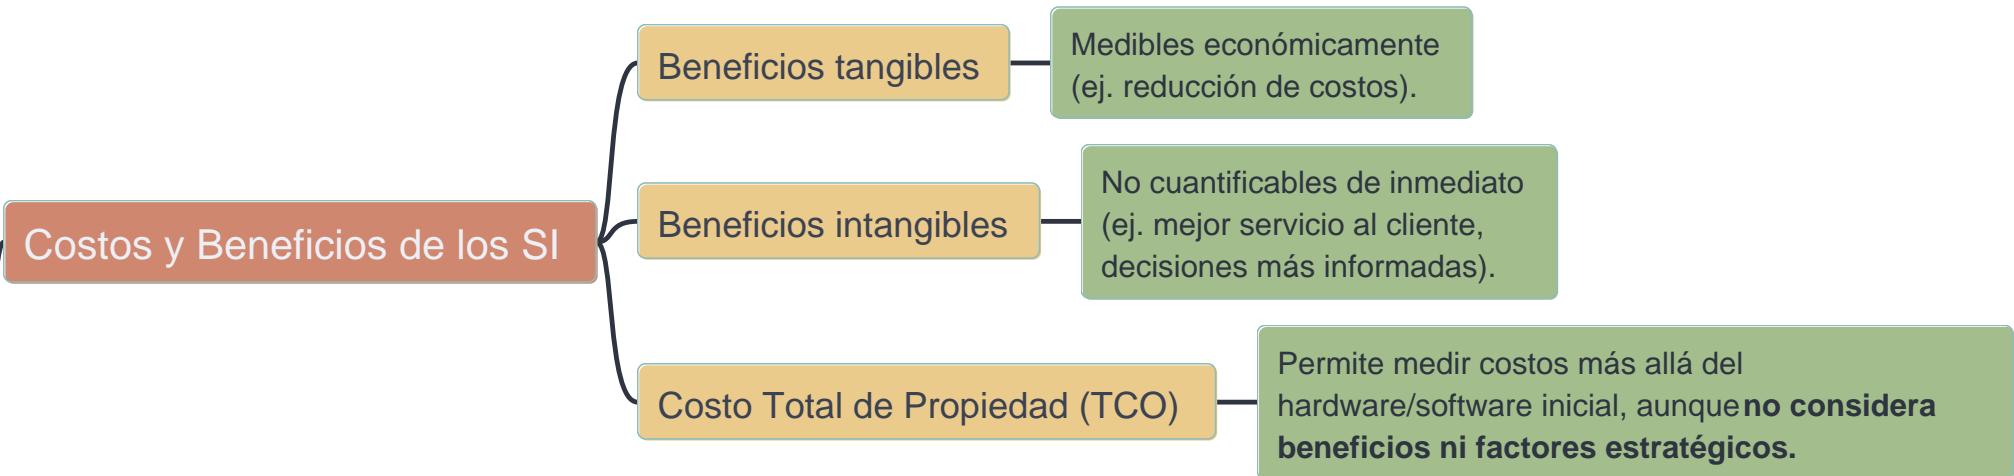 Costos y Beneficios de los SI
Beneficios tangibles
Medibles económicamente
(ej. reducción de costos).
Beneficios intangibles
No cuantificables de inmediato
(ej. mejor servicio al cliente,
decisiones más informadas).
Costo Total de Propiedad (TCO)
Permite medir costos más allá del
hardware/software inicial, aunque no considera
beneficios ni factores estratégicos.